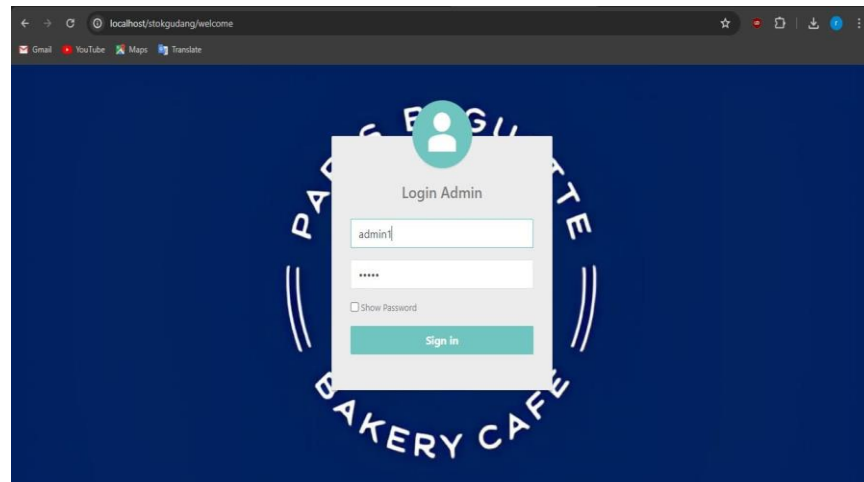 localhost/stokgudang/welcome
Gmail YouTube Maps Translate
PARIS BAGUETTE
Login Admin
admin1
•••••
Show Password
Sign in
BAKERY CAFE